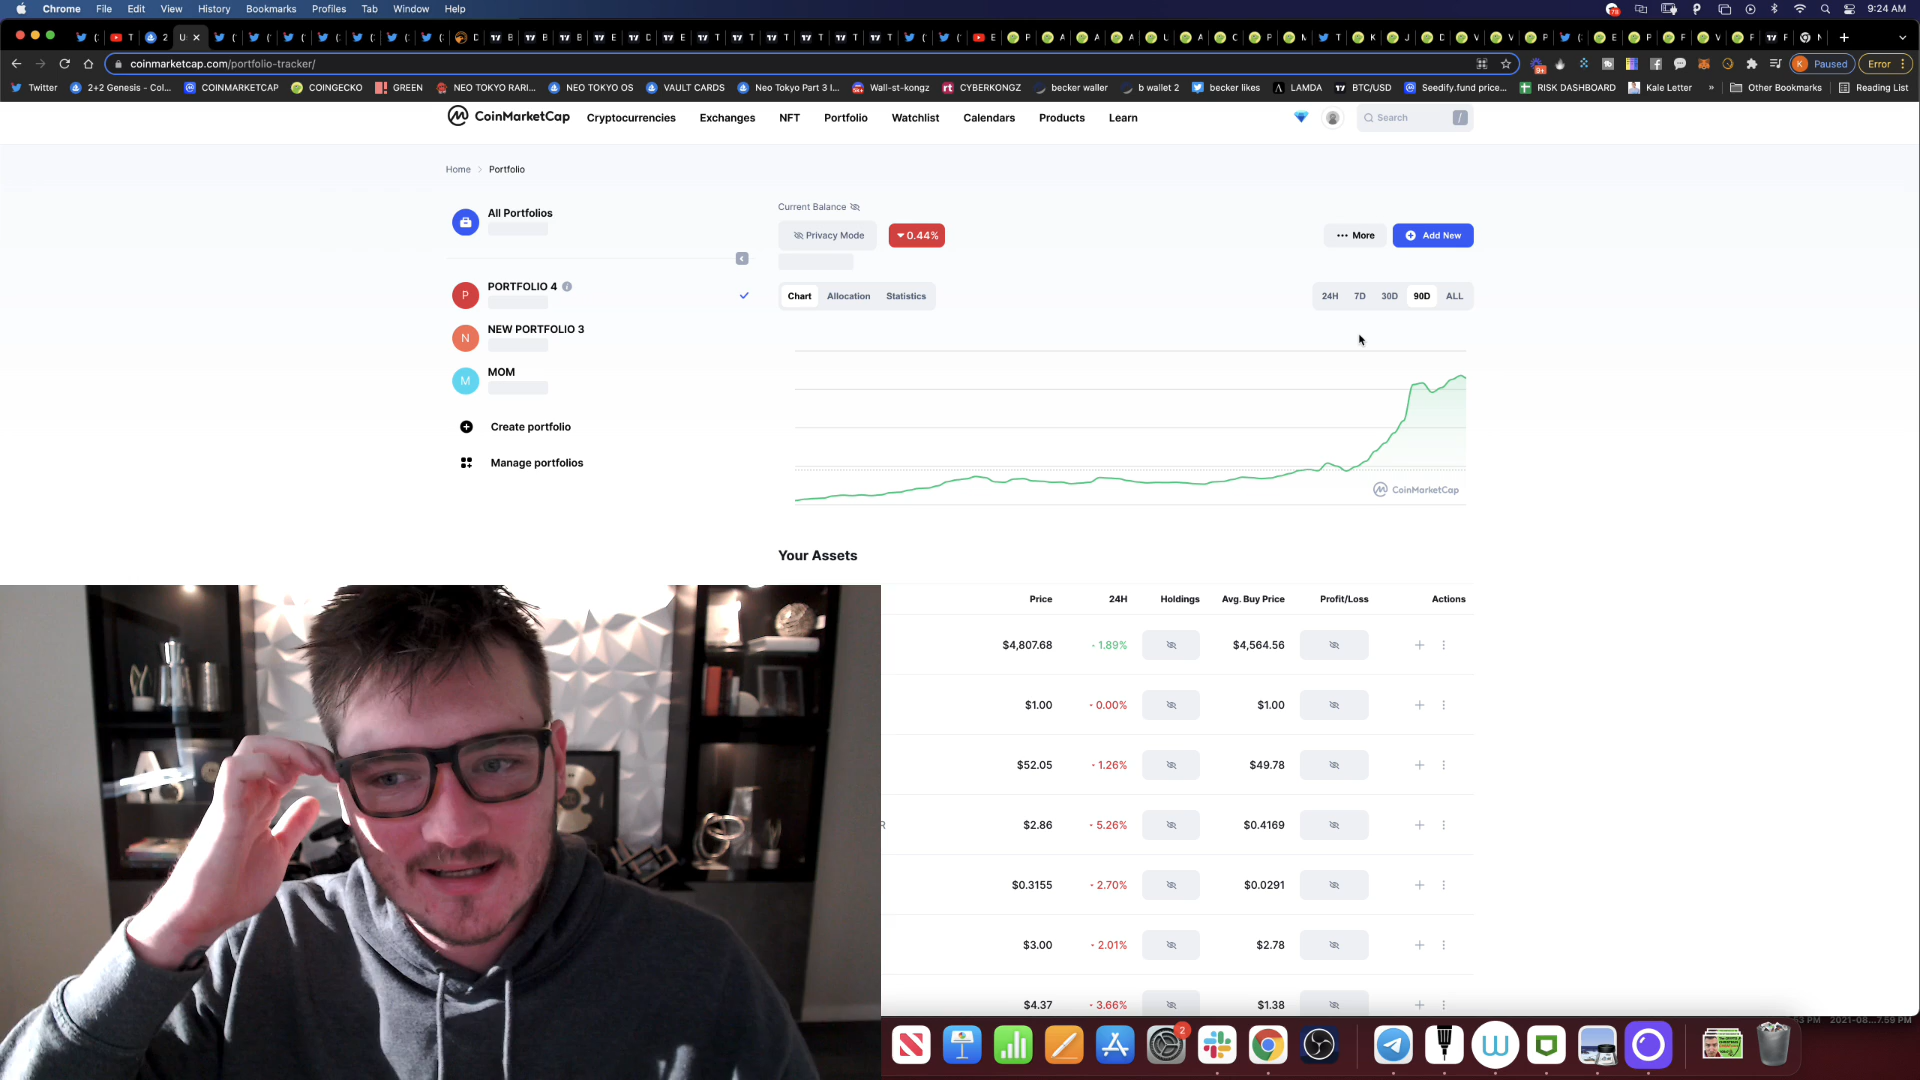 Chrome File Edit View History Bookmarks Profiles Tab Window Help 9:24 AM
coinmarketcap.com/portfolio-tracker/ Paused Error
Twitter 2+2 Genesis - Col... COINMARKETCAP COINGECKO GREEN NEO TOKYO RARI... NEO TOKYO OS VAULT CARDS Neo Tokyo Part 3 I... Wall-st-kongz CYBERKONGZ becker waller b wallet 2 becker likes LAMDA BTC/USD Seedify.fund price... RISK DASHBOARD Kale Letter » Other Bookmarks Reading List
CoinMarketCap Cryptocurrencies Exchanges NFT Portfolio Watchlist Calendars Products Learn Search /
Home > Portfolio
All Portfolios
P PORTFOLIO 4
N NEW PORTFOLIO 3
M MOM
Create portfolio
Manage portfolios
Current Balance
Privacy Mode 0.44% ••• More Add New
Chart Allocation Statistics 24H 7D 30D 90D ALL
CoinMarketCap
Your Assets
Price 24H Holdings Avg. Buy Price Profit/Loss Actions
$4,807.68 - 1.89% $4,564.56
$1.00 - 0.00% $1.00
$52.05 - 1.26% $49.78
R $2.86 - 5.26% $0.4169
$0.3155 - 2.70% $0.0291
$3.00 - 2.01% $2.78
$4.37 - 3.66% $1.38
53 PM 2021-08...7.59 PM
2